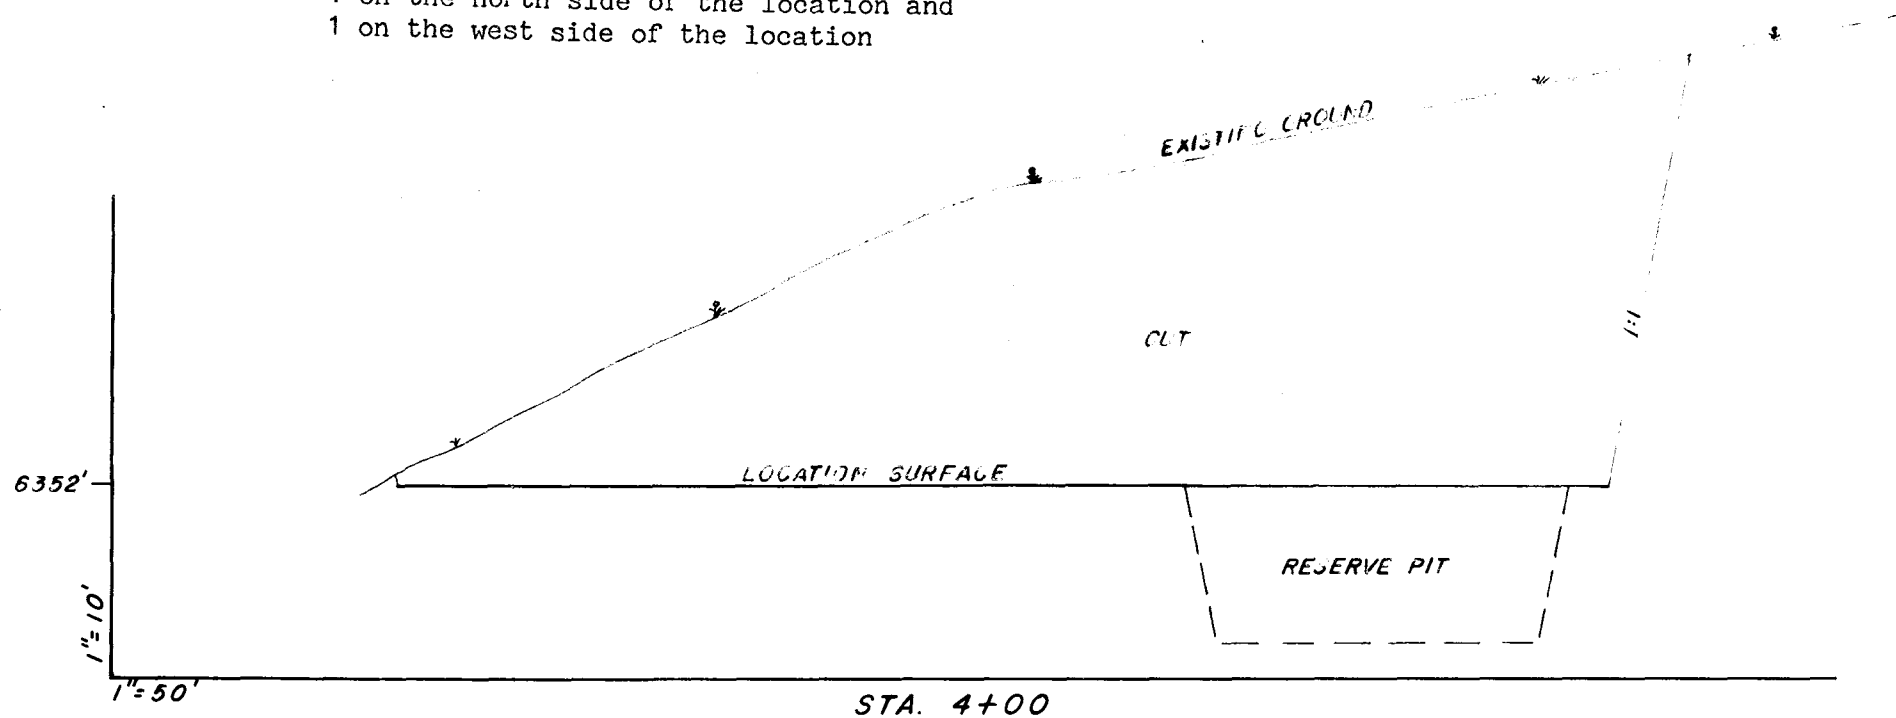 on the north side of the location and
1 on the west side of the location
EXISTING GROUND
CUT
1:1
6352'
LOCATION SURFACE
RESERVE PIT
1"=10'
1"=50'
STA. 4+00